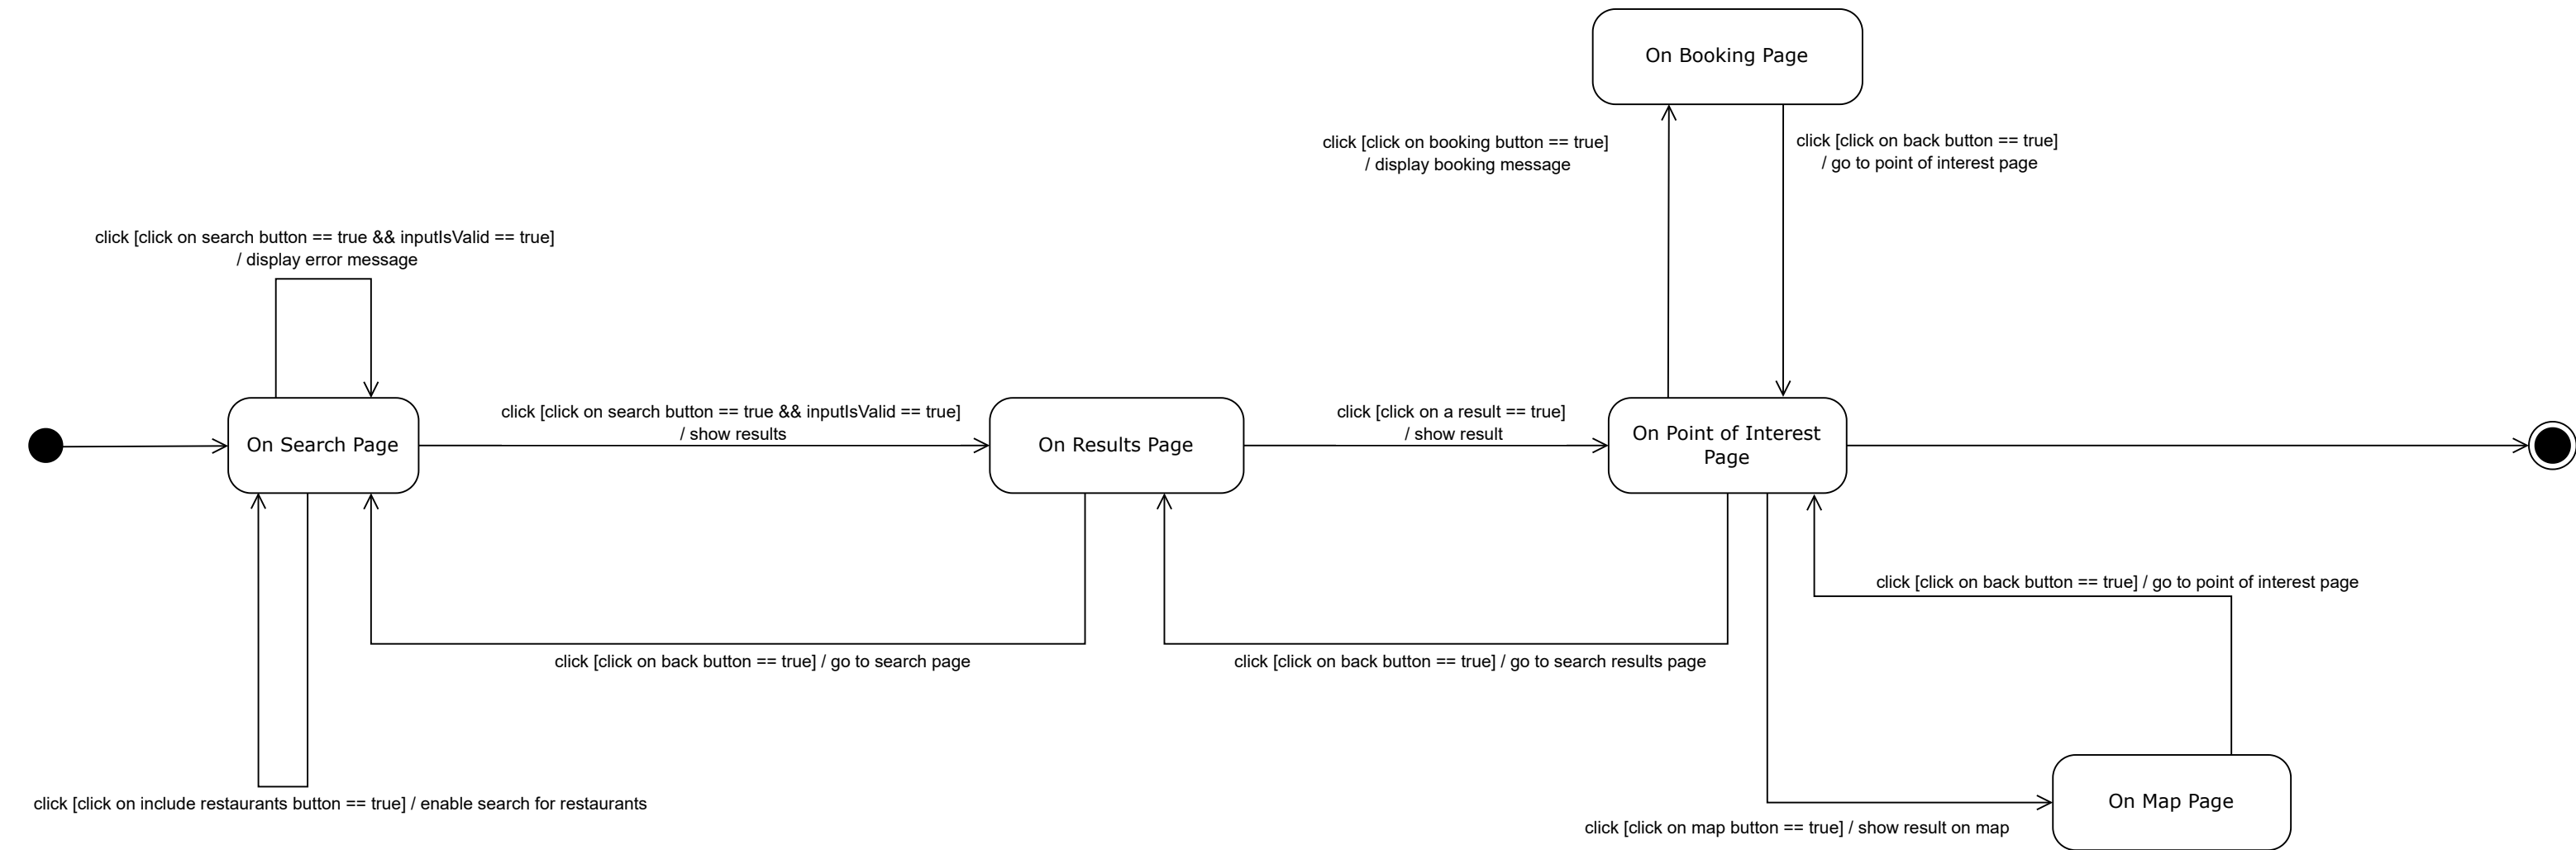 On Booking Page
click [click on booking button == true]
/ display booking message
click [click on back button == true]
/ go to point of interest page
click [click on search button == true && inputIsValid == true]
/ display error message
On Search Page
click [click on search button == true && inputIsValid == true]
/ show results
On Results Page
click [click on a result == true]
/ show result
On Point of Interest
Page
click [click on back button == true] / go to point of interest page
click [click on back button == true] / go to search page
click [click on back button == true] / go to search results page
click [click on include restaurants button == true] / enable search for restaurants
On Map Page
click [click on map button == true] / show result on map